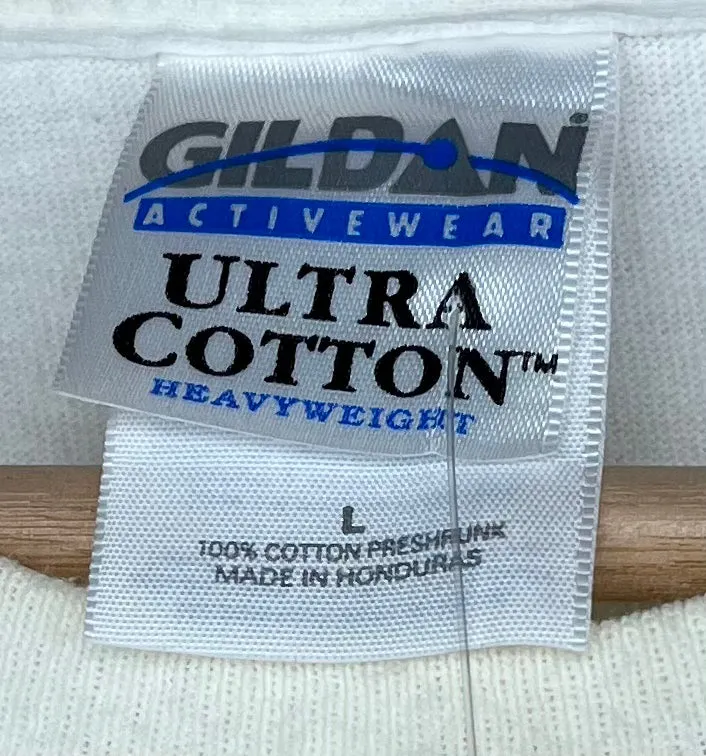 GILDAN®
ACTIVEWEAR
ULTRA
COTTON™
HEAVYWEIGHT
L
100% COTTON PRESHRUNK
MADE IN HONDURAS